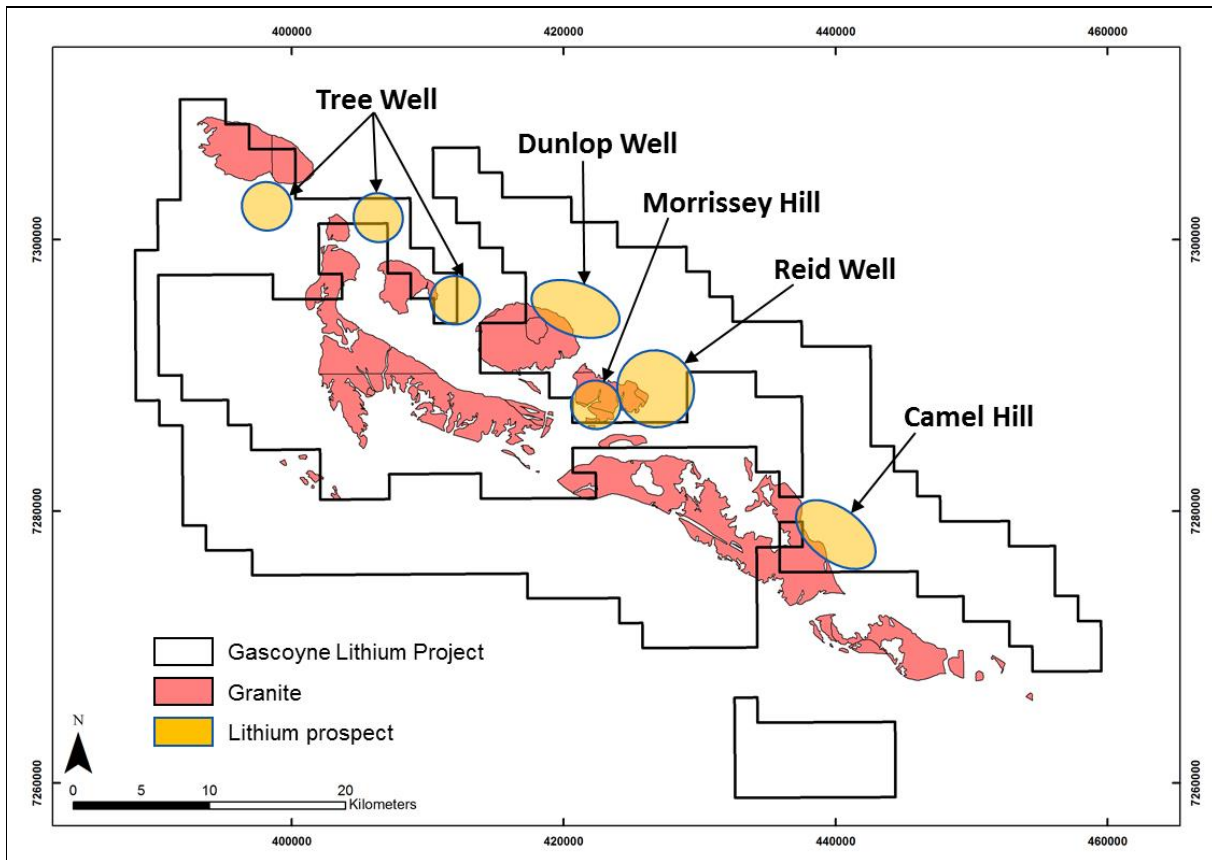 400000 420000 440000 460000
Tree Well
Dunlop Well
Morrissey Hill
Reid Well
Camel Hill
7300000 7300000
7280000 7280000
7260000 7260000
Gascoyne Lithium Project
Granite
Lithium prospect
N
0 5 10 20
Kilometers
400000 420000 440000 460000